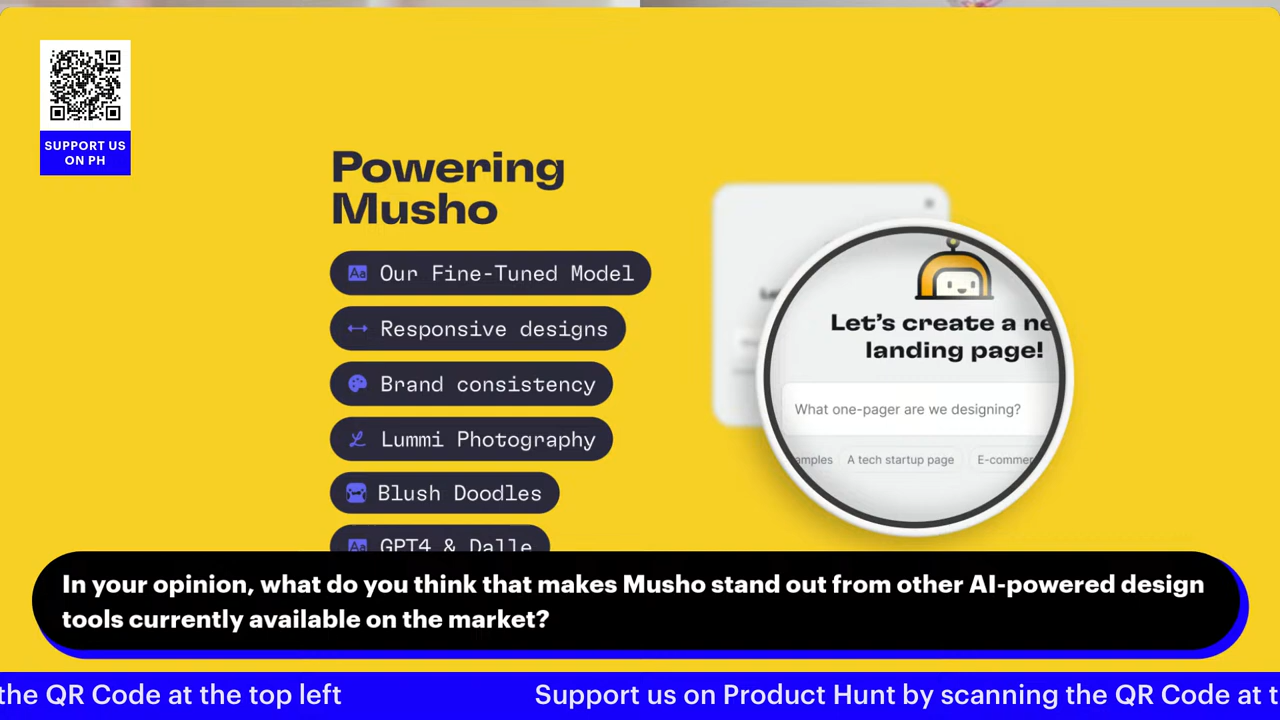 SUPPORT US
ON PH
Powering
Musho
Aa Our Fine-Tuned Model
Responsive designs
Brand consistency
Lummi Photography
Blush Doodles
Aa GPT4 & Dalle
Let's create a ne
landing page!
What one-pager are we designing?
amples A tech startup page E-commer
In your opinion, what do you think that makes Musho stand out from other AI-powered design
tools currently available on the market?
the QR Code at the top left Support us on Product Hunt by scanning the QR Code at t